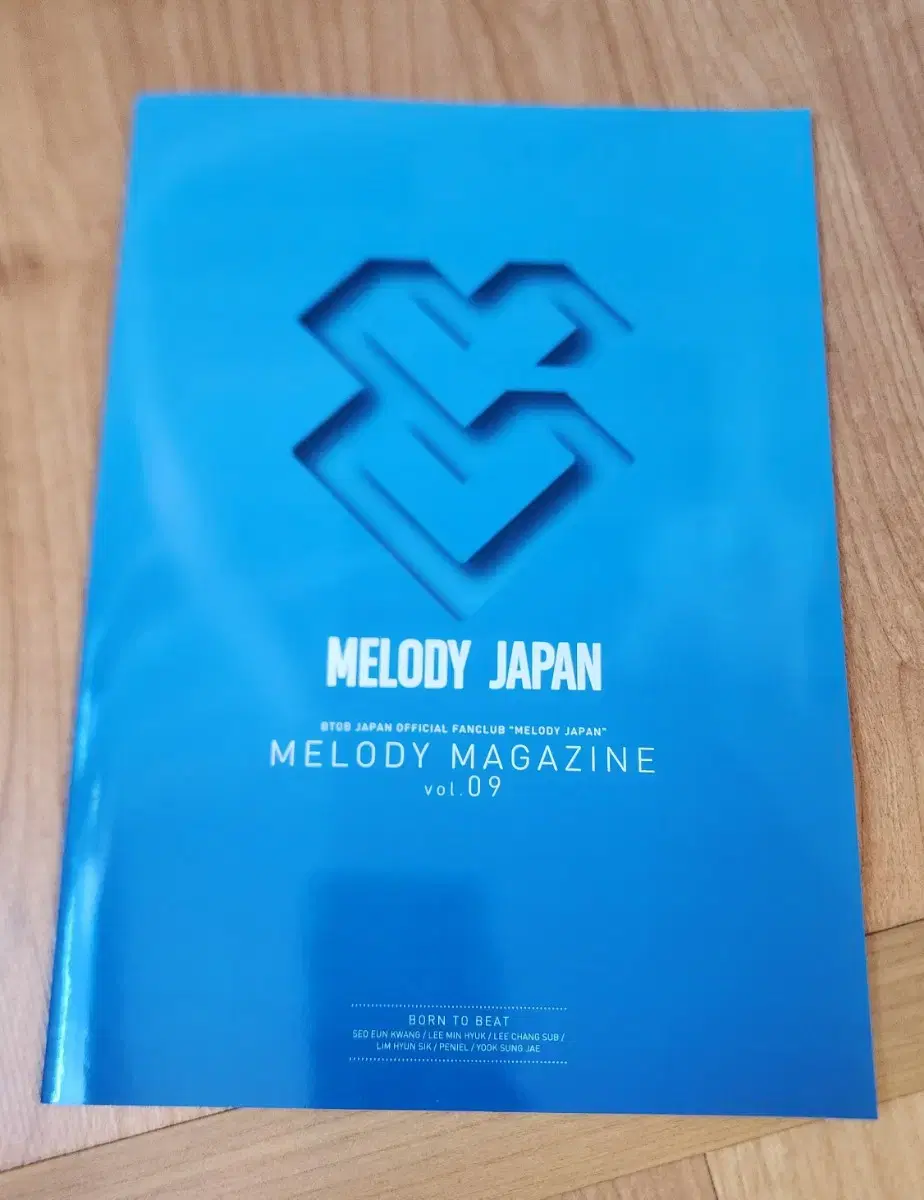 MELODY JAPAN
BTOB JAPAN OFFICIAL FANCLUB "MELODY JAPAN"
MELODY MAGAZINE
vol.09
BORN TO BEAT
SEO EUN KWANG / LEE MIN HYUK / LEE CHANG SUB /
LIM HYUN SIK / PENIEL / YOOK SUNG JAE